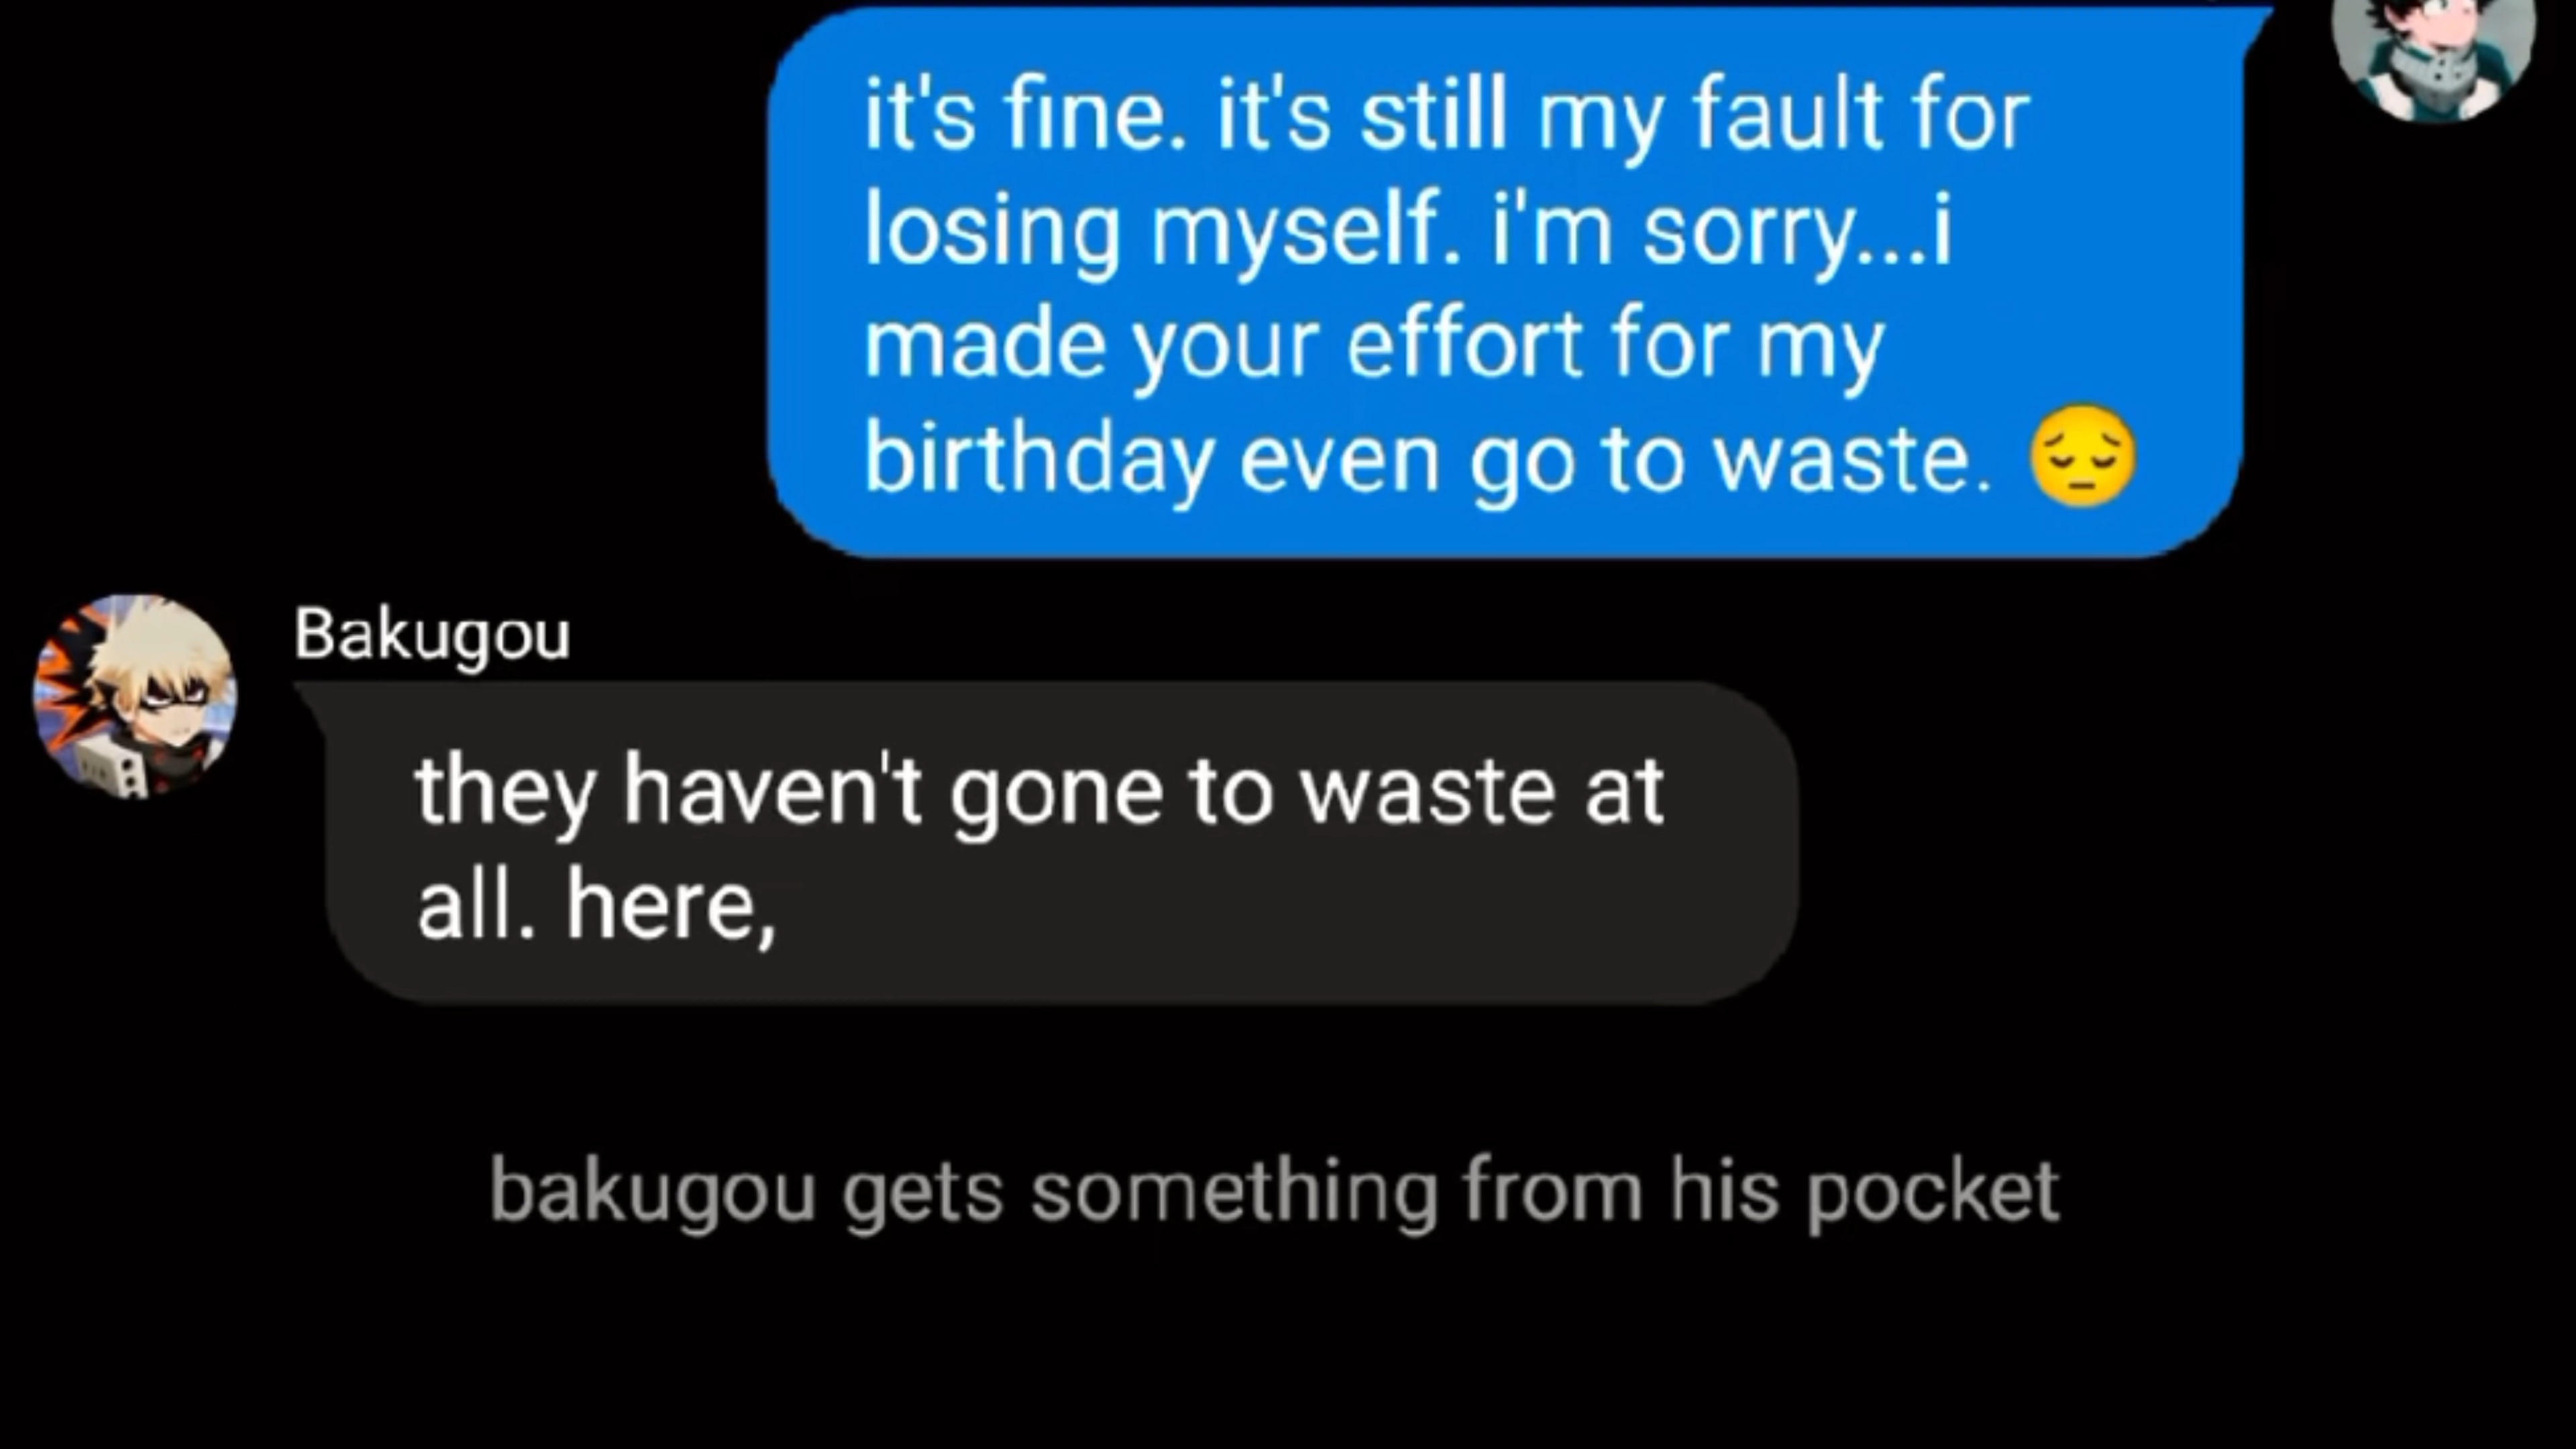 it's fine. it's still my fault for
losing myself. i'm sorry...i
made your effort for my
birthday even go to waste. 😔
Bakugou
they haven't gone to waste at
all. here,
bakugou gets something from his pocket